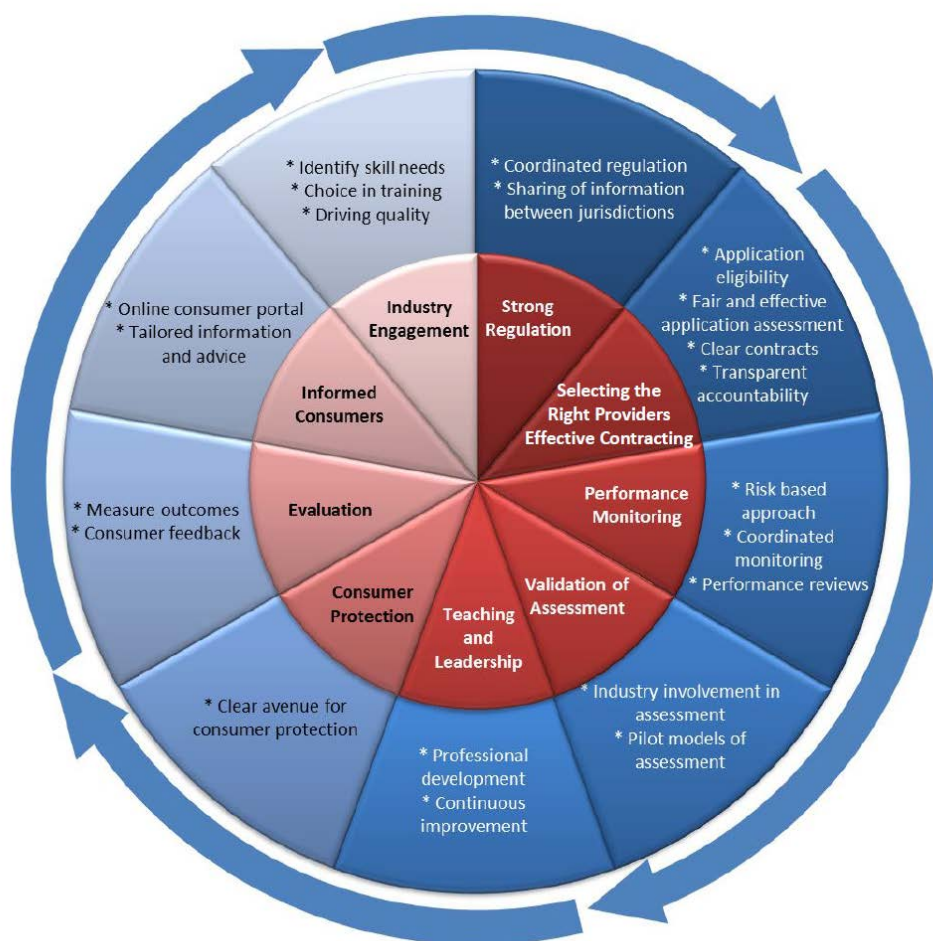 * Identify skill needs
* Choice in training
* Driving quality
* Coordinated regulation
* Sharing of information
between jurisdictions
* Application
eligibility
* Fair and effective
application assessment
* Clear contracts
* Transparent
accountability
* Online consumer portal
* Tailored information
and advice
Industry
Engagement
Strong
Regulation
Informed
Consumers
Selecting the
Right Providers
Effective Contracting
* Measure outcomes
* Consumer feedback
Evaluation
Performance
Monitoring
* Risk based
approach
* Coordinated
monitoring
* Performance reviews
Consumer
Protection
Teaching
and
Leadership
Validation of
Assessment
* Clear avenue for
consumer protection
* Professional
development
* Continuous
improvement
* Industry involvement in
assessment
* Pilot models of
assessment